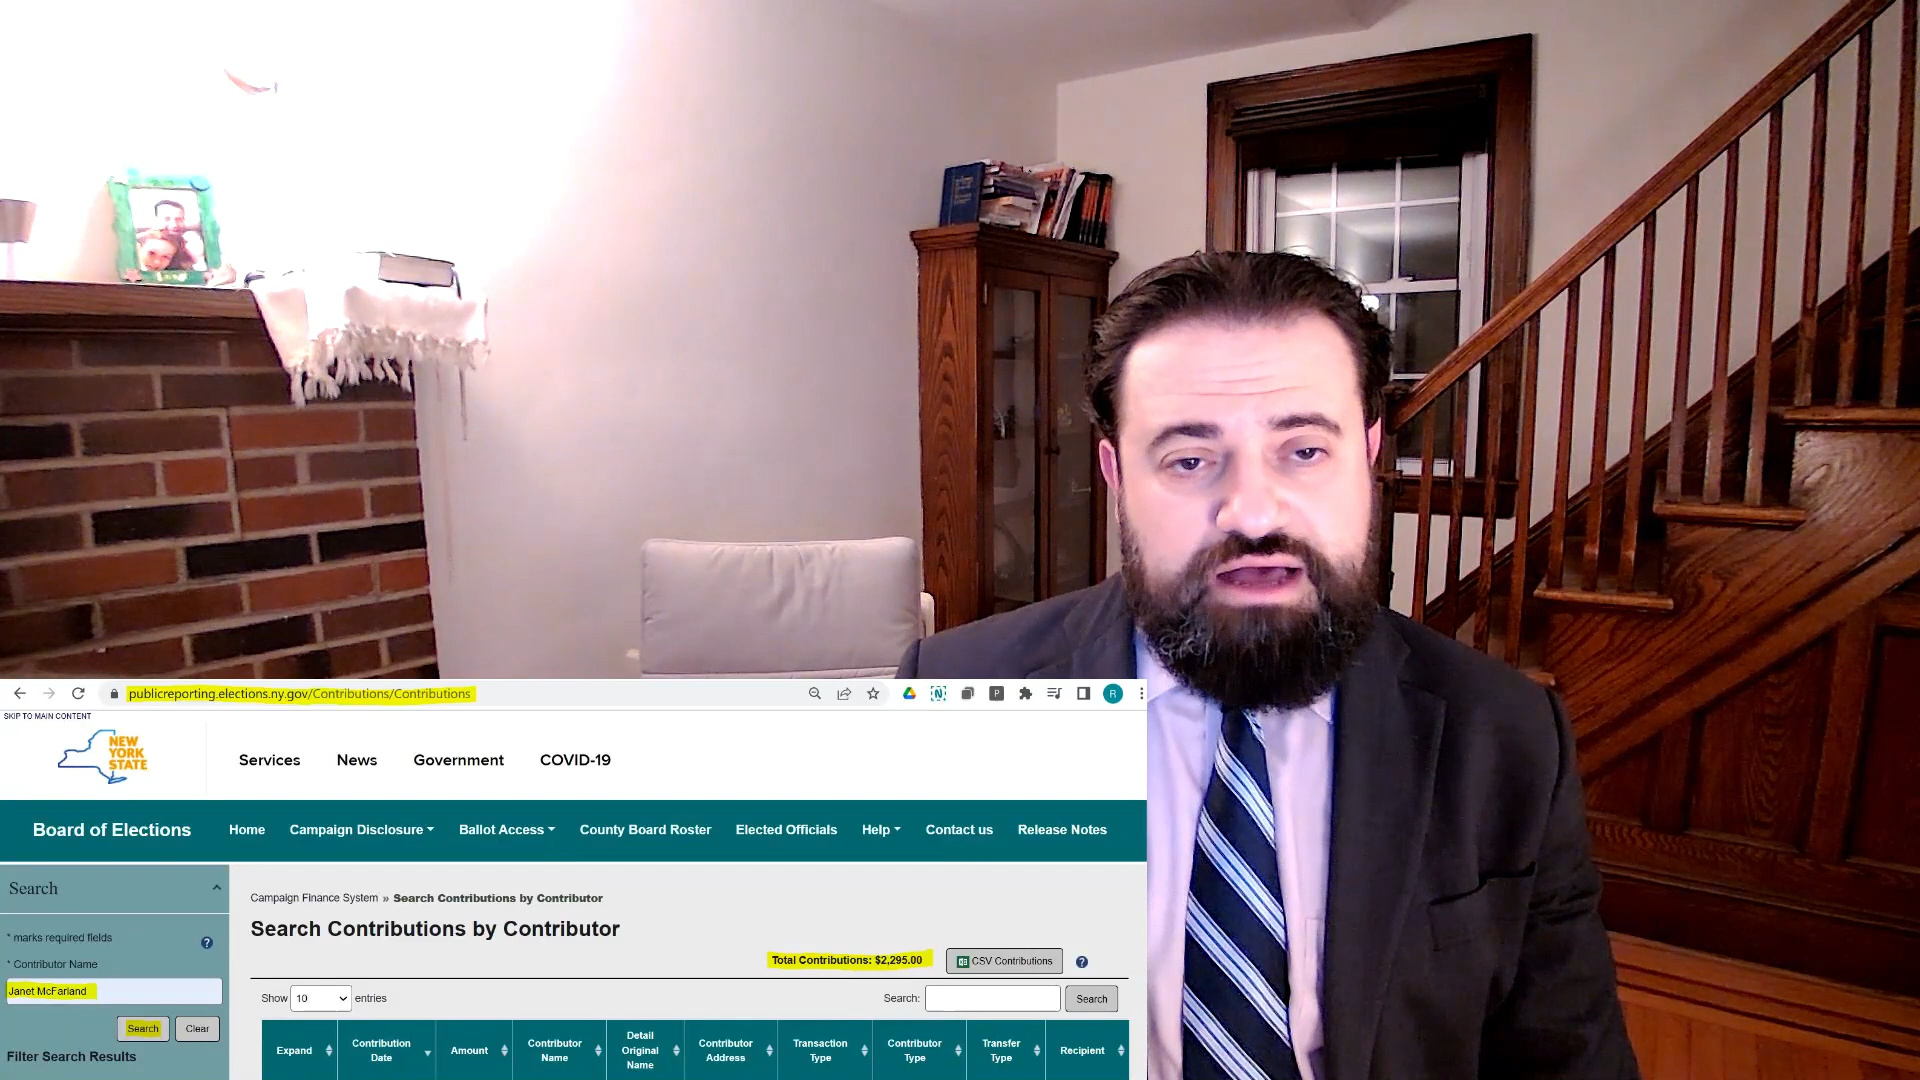 publicreporting.elections.ny.gov/Contributions/Contributions
N
P
R
SKIP TO MAIN CONTENT
NEW
YORK
STATE
Services News Government COVID-19
Board of Elections Home Campaign Disclosure Ballot Access County Board Roster Elected Officials Help Contact us Release Notes
Search
* marks required fields
?
* Contributor Name
Janet McFarland
Search Clear
Filter Search Results
Campaign Finance System » Search Contributions by Contributor
Search Contributions by Contributor
Total Contributions: $2,295.00 CSV Contributions ?
Show 10 entries Search: Search
Expand
Contribution
Date
Amount
Contributor
Name
Detail
Original
Name
Contributor
Address
Transaction
Type
Contributor
Type
Transfer
Type
Recipient